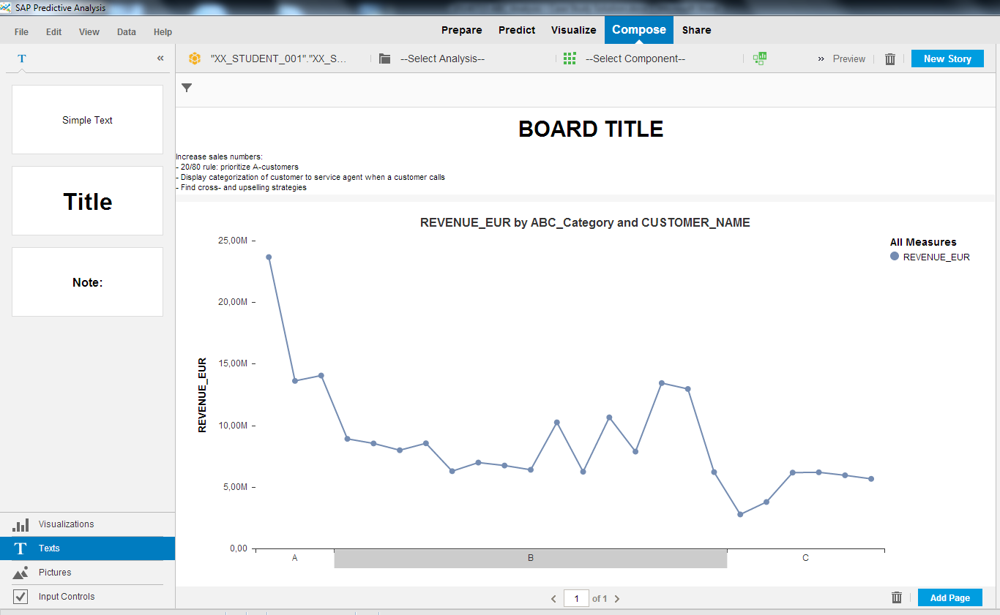 SAP Predictive Analysis
File Edit View Data Help
Prepare Predict Visualize Compose Share
T
«
"XX_STUDENT_001"."XX_S...
--Select Analysis--
--Select Component--
» Preview
New Story
Simple Text
Title
Note:
BOARD TITLE
Increase sales numbers:
- 20/80 rule: prioritize A-customers
- Display categorization of customer to service agent when a customer calls
- Find cross- and upselling strategies
REVENUE_EUR by ABC_Category and CUSTOMER_NAME
All Measures
REVENUE_EUR
REVENUE_EUR
25,00M
20,00M
15,00M
10,00M
5,00M
0,00
A B C
Visualizations
T Texts
Pictures
Input Controls
1 of 1
Add Page